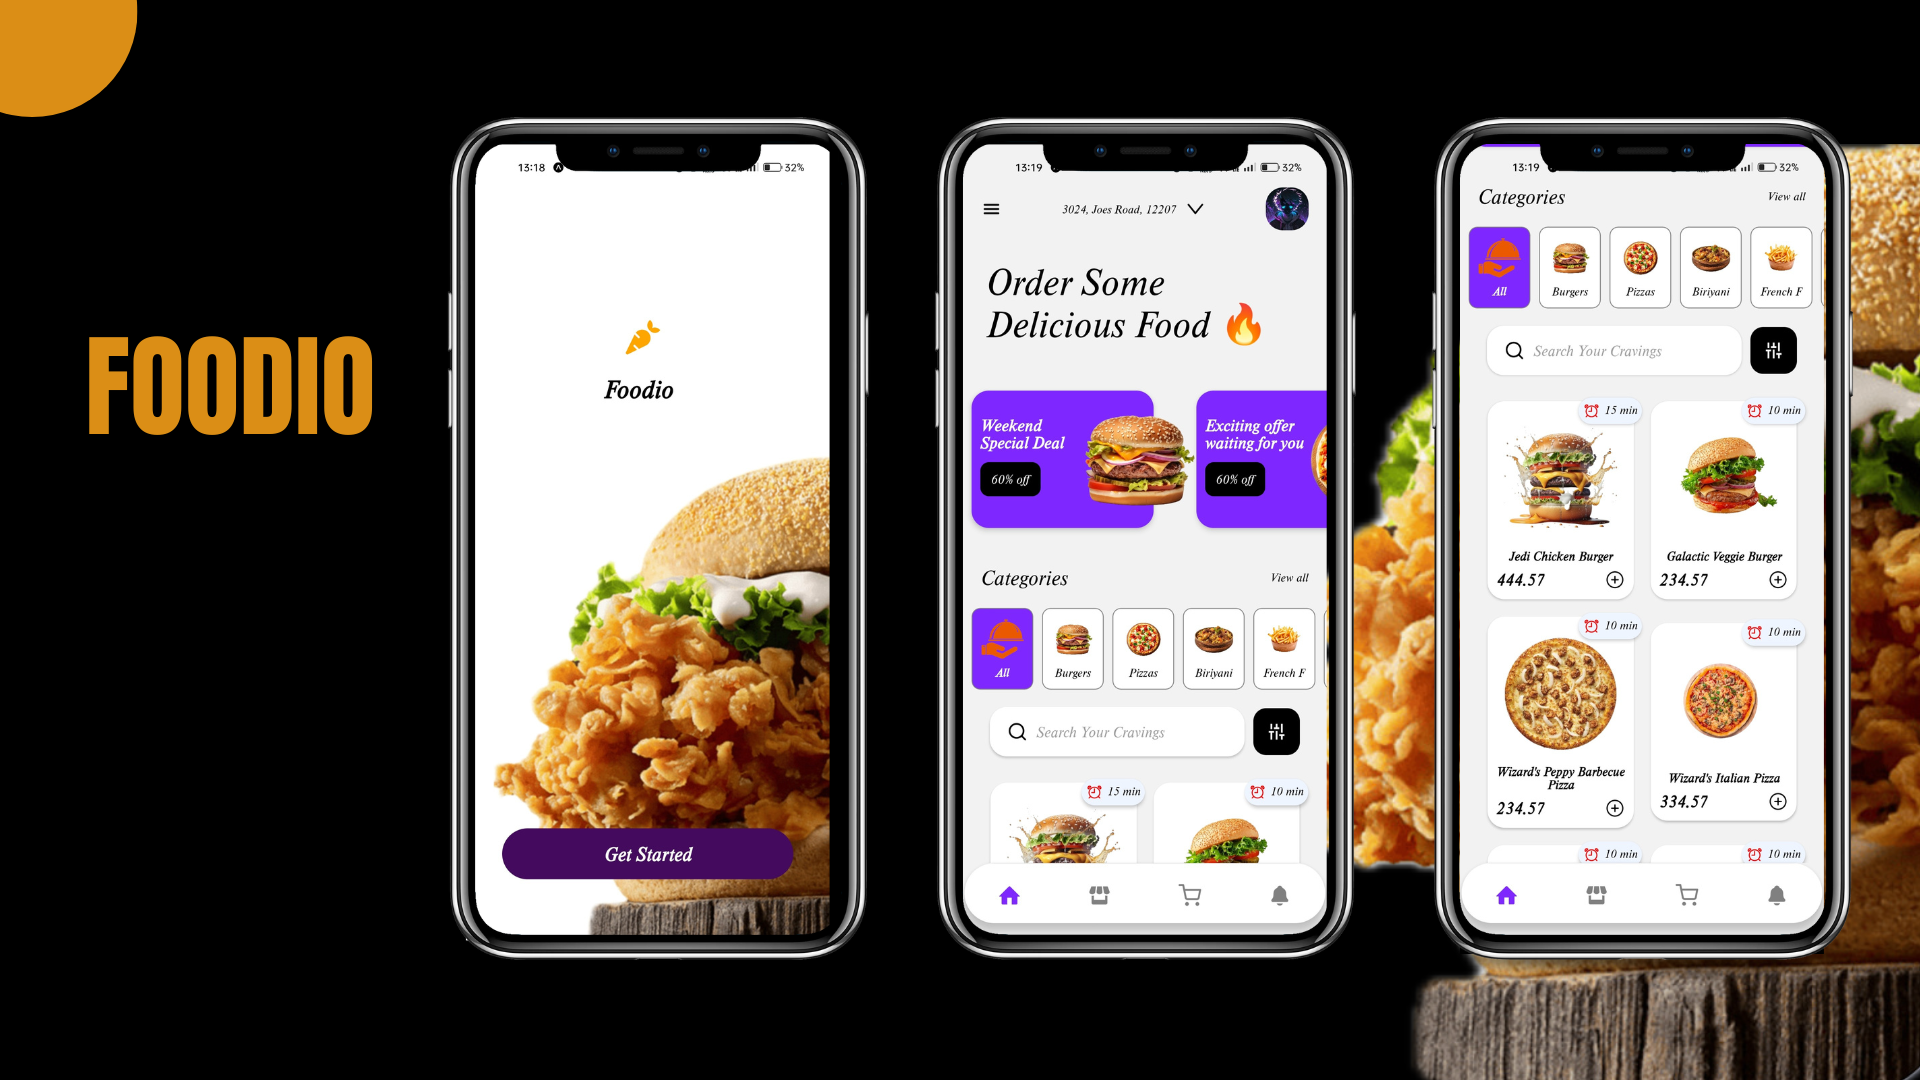 FOODIO
13:18
32%
Foodio
Get Started
13:19
32%
3024, Joes Road, 12207
Order Some
Delicious Food 🔥
Weekend
Special Deal
60% off
Exciting offer
waiting for you
60% off
Categories
View all
All
Burgers
Pizzas
Biriyani
French F
Search Your Cravings
15 min
10 min
13:19
32%
Categories
View all
All
Burgers
Pizzas
Biriyani
French F
Search Your Cravings
15 min
10 min
Jedi Chicken Burger
444.57
Galactic Veggie Burger
234.57
10 min
10 min
Wizard's Peppy Barbecue
Pizza
234.57
Wizard's Italian Pizza
334.57
10 min
10 min